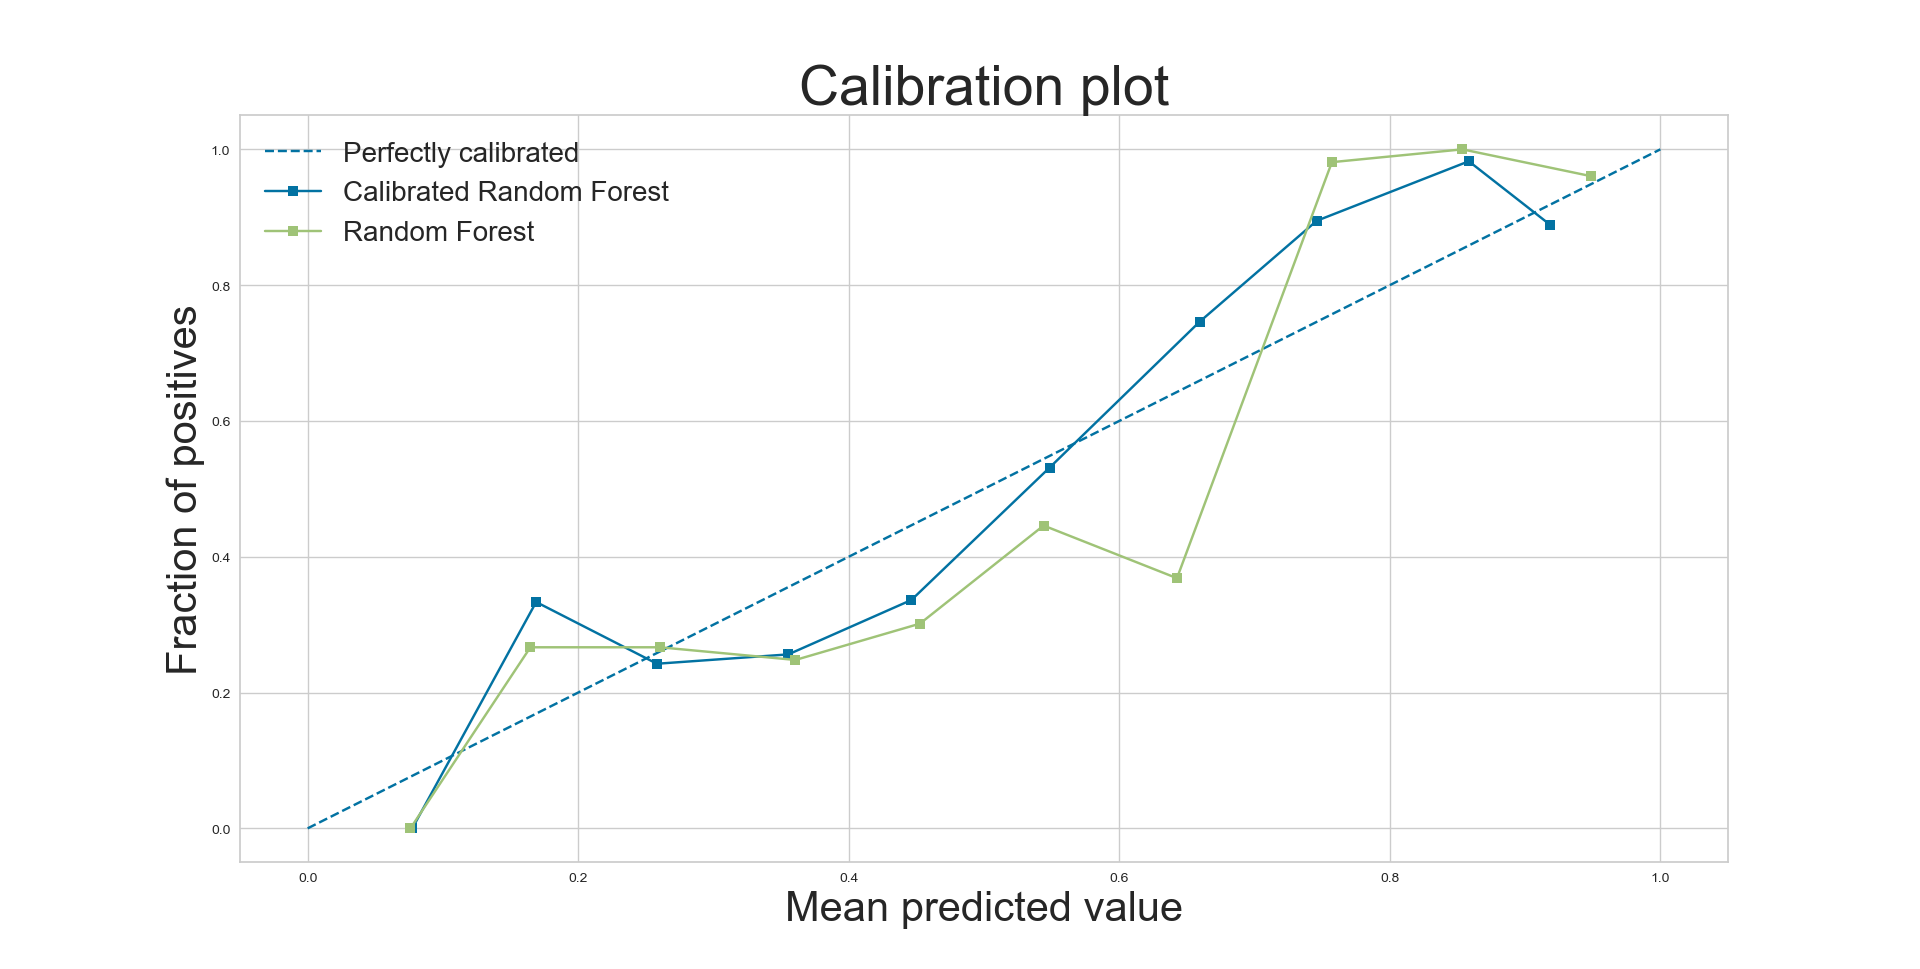 Calibration plot
Perfectly calibrated
Calibrated Random Forest
Random Forest
Fraction of positives
1.0
0.8
0.6
0.4
0.2
0.0
0.0 0.2 0.4 0.6 0.8 1.0
Mean predicted value